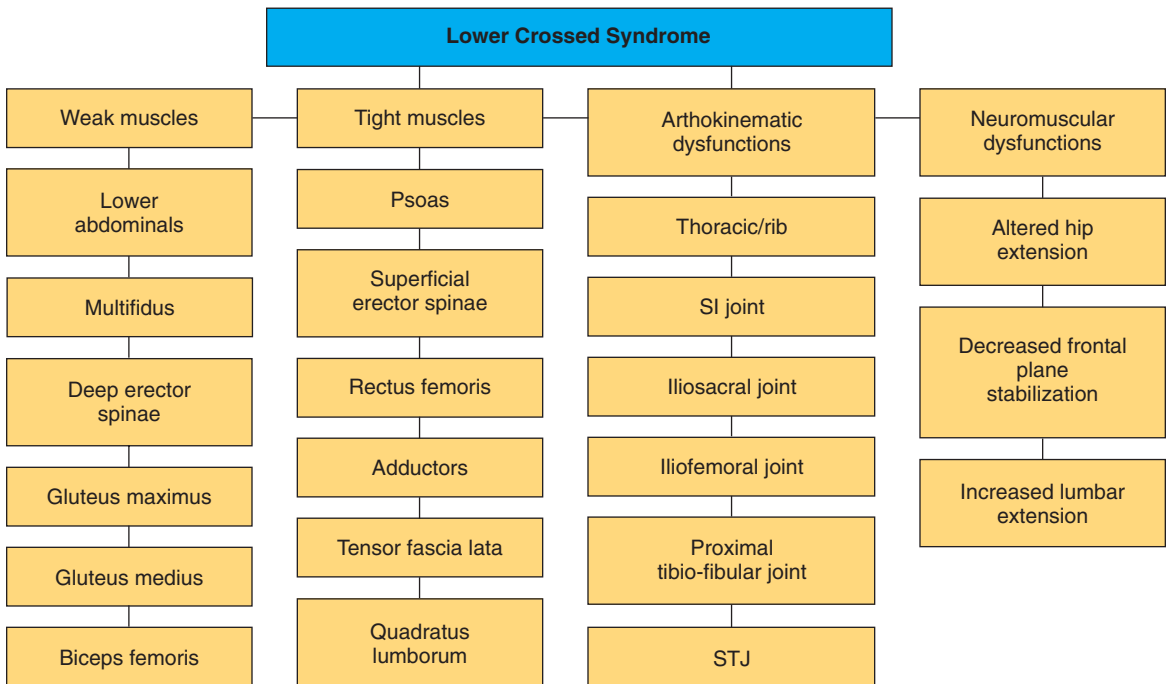 Lower Crossed Syndrome
Weak muscles
Lower
abdominals
Multifidus
Deep erector
spinae
Gluteus maximus
Gluteus medius
Biceps femoris
Tight muscles
Psoas
Superficial
erector spinae
Rectus femoris
Adductors
Tensor fascia lata
Quadratus
lumborum
Arthokinematic
dysfunctions
Thoracic/rib
SI joint
Iliosacral joint
Iliofemoral joint
Proximal
tibio-fibular joint
STJ
Neuromuscular
dysfunctions
Altered hip
extension
Decreased frontal
plane
stabilization
Increased lumbar
extension